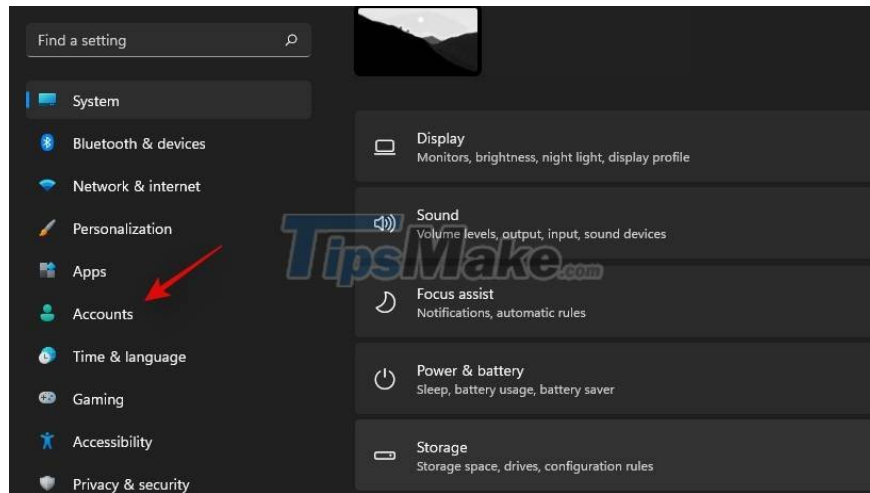 Find a setting
System
Bluetooth & devices
Network & internet
Personalization
Apps
Accounts
Time & language
Gaming
Accessibility
Privacy & security
Display
Monitors, brightness, night light, display profile
Sound
Volume levels, output, input, sound devices
Focus assist
Notifications, automatic rules
Power & battery
Sleep, battery usage, battery saver
Storage
Storage space, drives, configuration rules
TipsMake.com